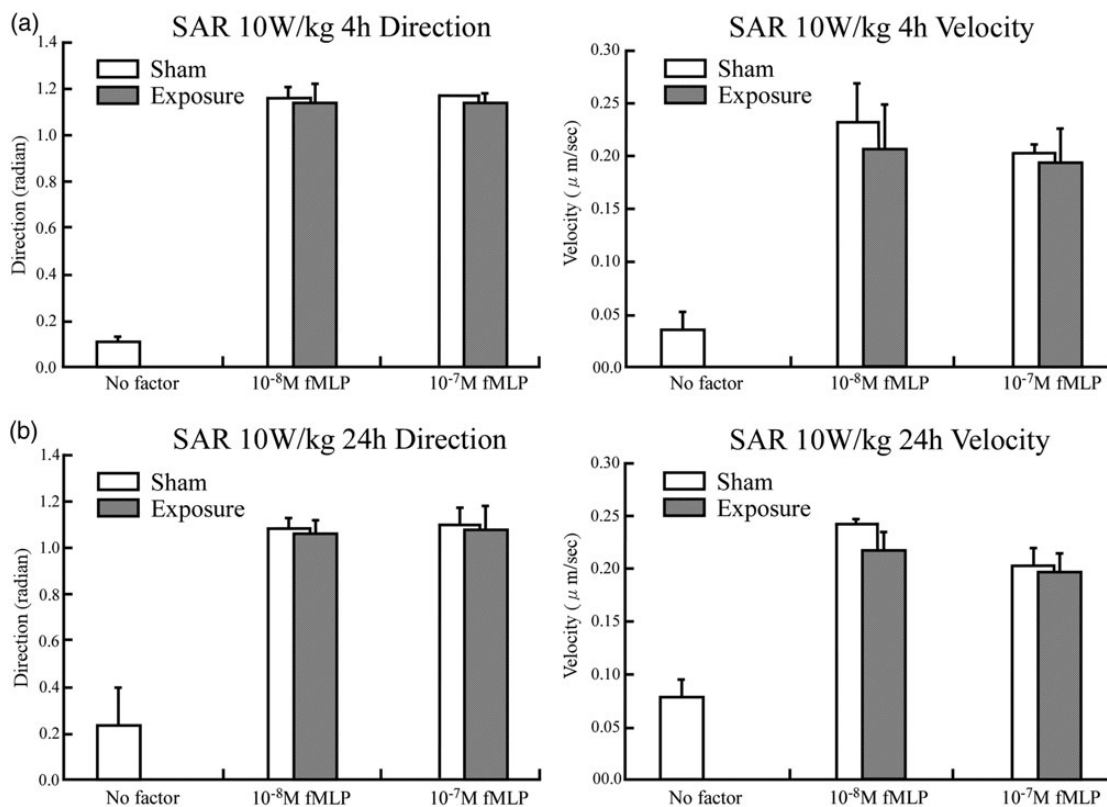 (a)
SAR 10W/kg 4h Direction
1.4
1.2
1.0
0.8
0.6
0.4
0.2
0.0
Direction (radian)
Sham
Exposure
No factor
10⁻⁸M fMLP
10⁻⁷M fMLP
SAR 10W/kg 4h Velocity
0.30
0.25
0.20
0.15
0.10
0.05
00.0
Velocity ( μ m/sec)
Sham
Exposure
No factor
10⁻⁸M fMLP
10⁻⁷M fMLP
(b)
SAR 10W/kg 24h Direction
1.4
1.2
1.0
0.8
0.6
0.4
0.2
0.0
Direction (radian)
Sham
Exposure
No factor
10⁻⁸M fMLP
10⁻⁷M fMLP
SAR 10W/kg 24h Velocity
0.30
0.25
0.20
0.15
0.10
0.05
00.0
Velocity ( μ m/sec)
Sham
Exposure
No factor
10⁻⁸M fMLP
10⁻⁷M fMLP